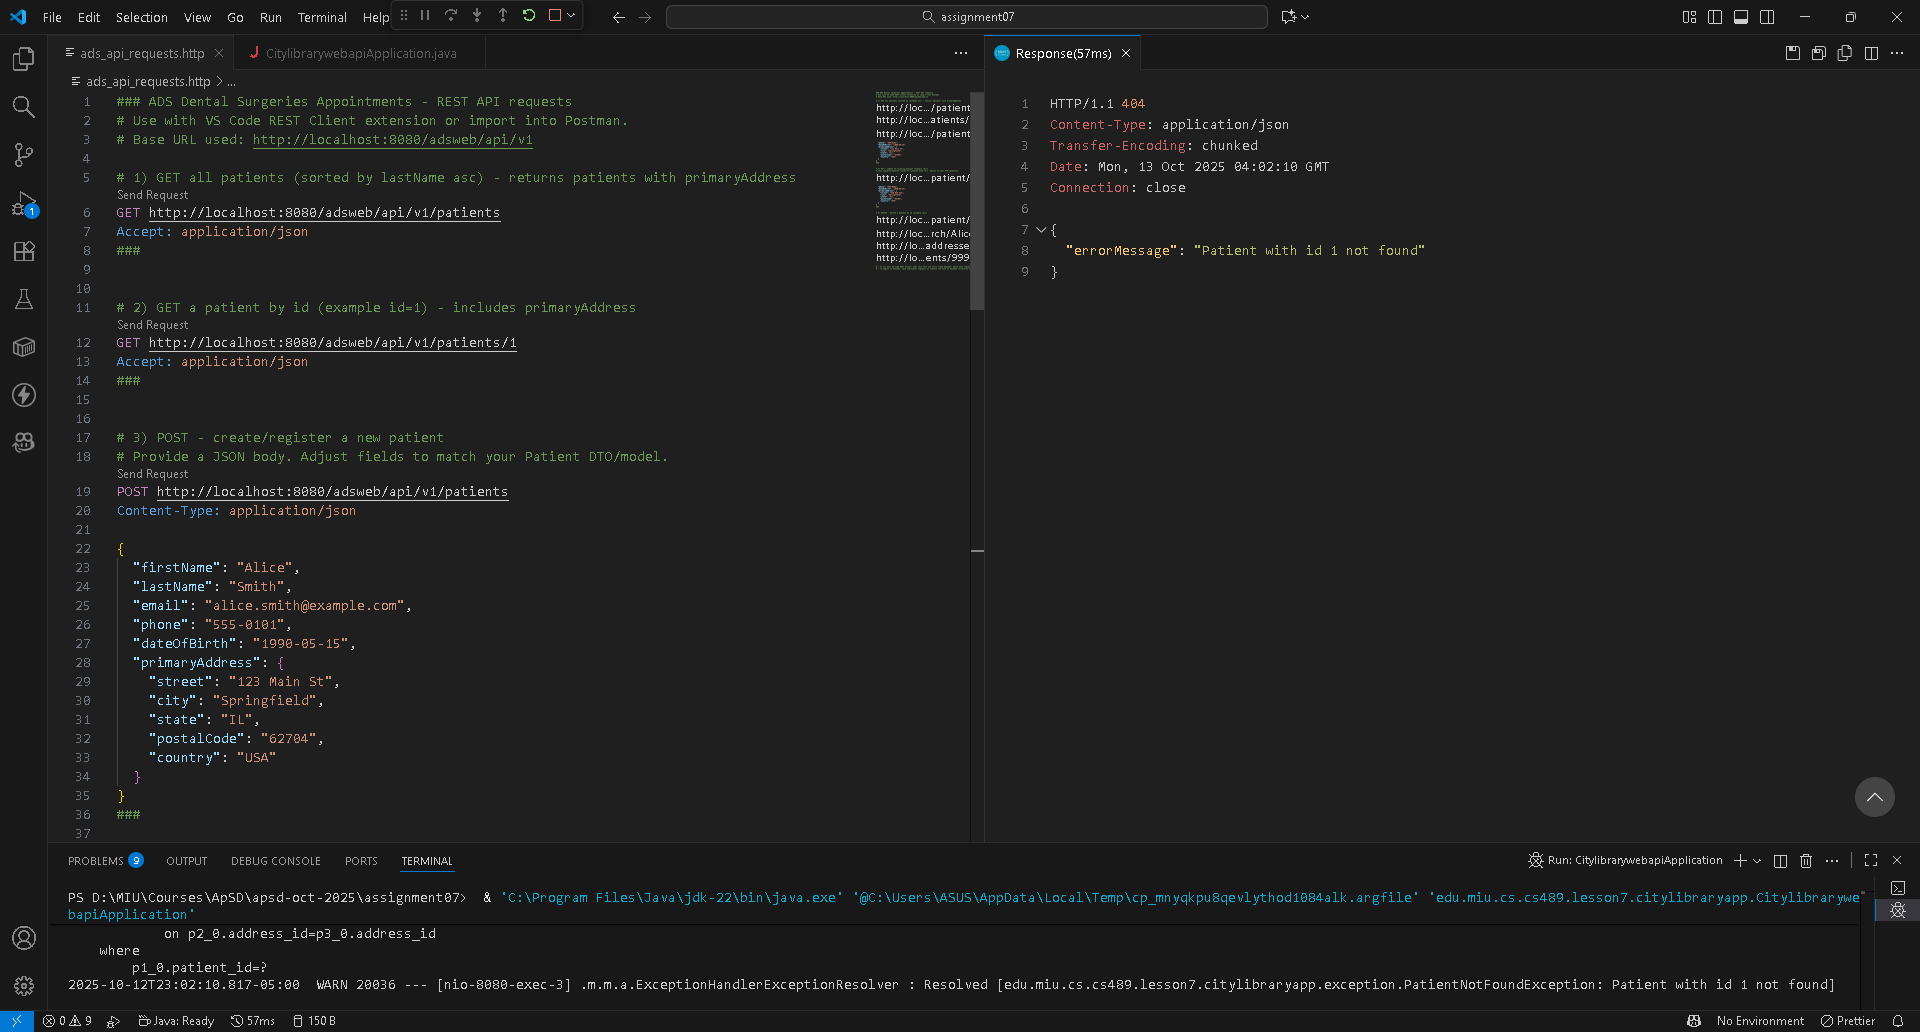 File Edit Selection View Go Run Terminal Help
assignment07
ads_api_requests.http
CitylibrarywebapiApplication.java
ads_api_requests.http > ...
1 ### ADS Dental Surgeries Appointments - REST API requests
2 # Use with VS Code REST Client extension or import into Postman.
3 # Base URL used: http://localhost:8080/adsweb/api/v1
4
5 # 1) GET all patients (sorted by lastName asc) - returns patients with primaryAddress
Send Request
6 GET http://localhost:8080/adsweb/api/v1/patients
7 Accept: application/json
8 ###
9
10
11 # 2) GET a patient by id (example id=1) - includes primaryAddress
Send Request
12 GET http://localhost:8080/adsweb/api/v1/patients/1
13 Accept: application/json
14 ###
15
16
17 # 3) POST - create/register a new patient
18 # Provide a JSON body. Adjust fields to match your Patient DTO/model.
Send Request
19 POST http://localhost:8080/adsweb/api/v1/patients
20 Content-Type: application/json
21
22 {
23 "firstName": "Alice",
24 "lastName": "Smith",
25 "email": "alice.smith@example.com",
26 "phone": "555-0101",
27 "dateOfBirth": "1990-05-15",
28 "primaryAddress": {
29 "street": "123 Main St",
30 "city": "Springfield",
31 "state": "IL",
32 "postalCode": "62704",
33 "country": "USA"
34 }
35 }
36 ###
37
http://loc.../patient
http://loc...atients/
http://loc.../patient
http://loc...patient/
http://loc...patient/
http://loc...rch/Alic
http://lo...addresse
http://lo...ents/999
Response(57ms)
1 HTTP/1.1 404
2 Content-Type: application/json
3 Transfer-Encoding: chunked
4 Date: Mon, 13 Oct 2025 04:02:10 GMT
5 Connection: close
6
7 {
8 "errorMessage": "Patient with id 1 not found"
9 }
PROBLEMS 9 OUTPUT DEBUG CONSOLE PORTS TERMINAL
Run: CitylibrarywebapiApplication
PS D:\MIU\Courses\ApSD\apsd-oct-2025\assignment07> & 'C:\Program Files\Java\jdk-22\bin\java.exe' '@C:\Users\ASUS\AppData\Local\Temp\cp_mnyqkpu8qevlythod1084alk.argfile' 'edu.miu.cs.cs489.lesson7.citylibraryapp.Citylibrarywe
bapiApplication'
on p2_0.address_id=p3_0.address_id
where
p1_0.patient_id=?
2025-10-12T23:02:10.817-05:00 WARN 20036 --- [nio-8080-exec-3] .m.m.a.ExceptionHandlerExceptionResolver : Resolved [edu.miu.cs.cs489.lesson7.citylibraryapp.exception.PatientNotFoundException: Patient with id 1 not found]
1
0 9 Java: Ready 57ms 150 B No Environment Prettier